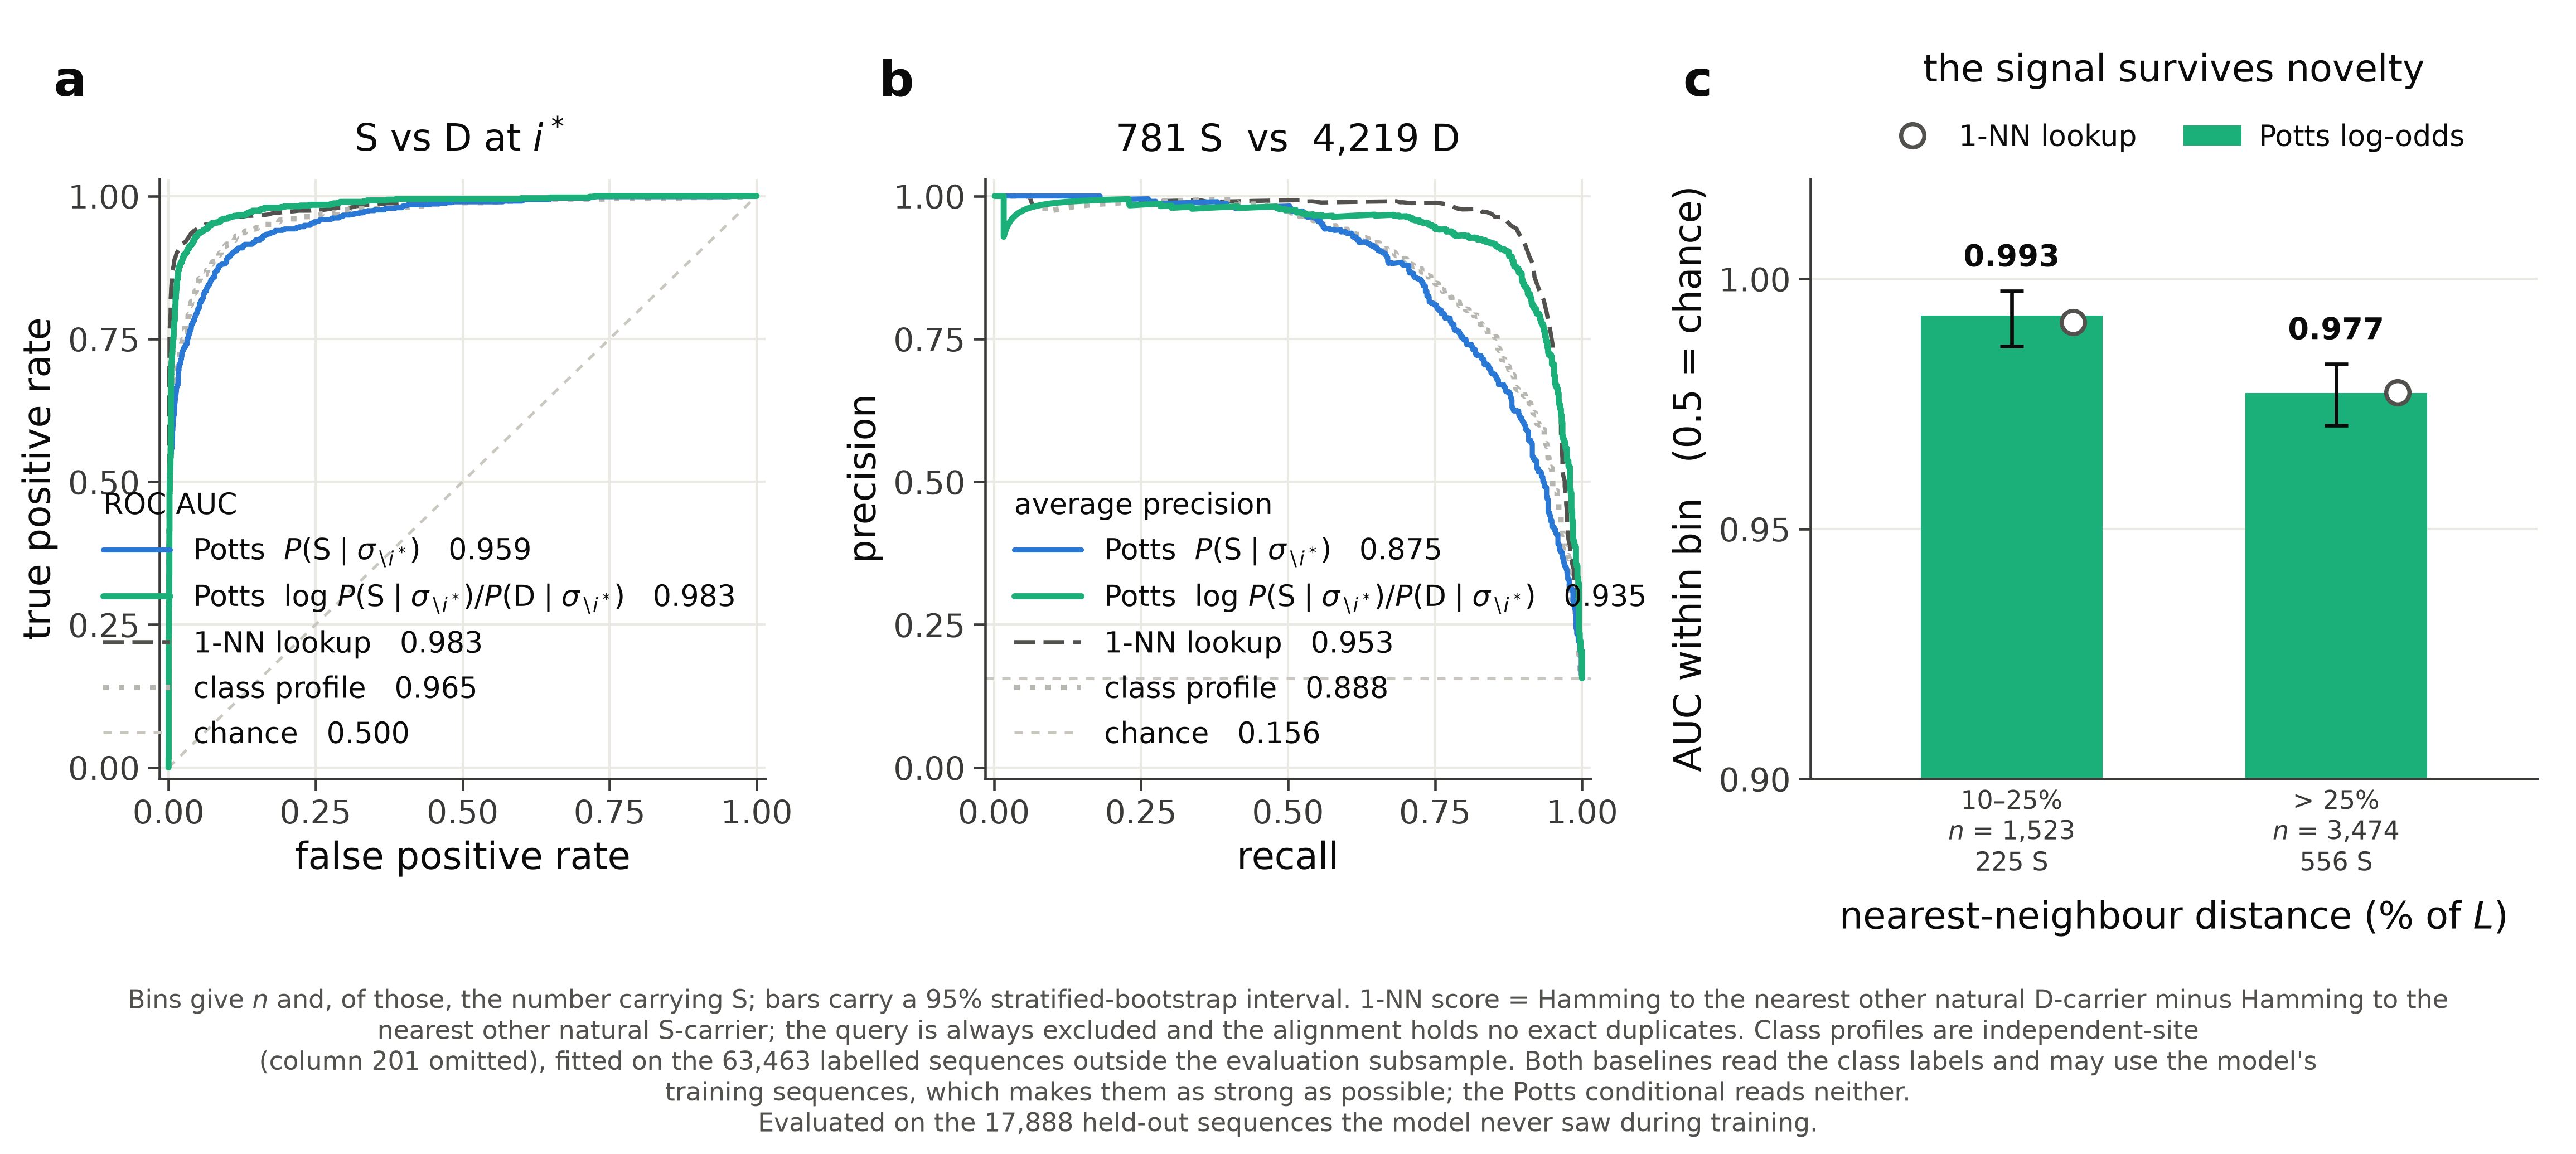 a
S vs D at i*
true positive rate
1.00
0.75
0.50
0.25
0.00
ROC AUC
Potts P(S | σ\i*) 0.959
Potts log P(S | σ\i*)/P(D | σ\i*) 0.983
1-NN lookup 0.983
class profile 0.965
chance 0.500
0.00 0.25 0.50 0.75 1.00
false positive rate
b
781 S vs 4,219 D
precision
1.00
0.75
0.50
0.25
0.00
average precision
Potts P(S | σ\i*) 0.875
Potts log P(S | σ\i*)/P(D | σ\i*) 0.935
1-NN lookup 0.953
class profile 0.888
chance 0.156
0.00 0.25 0.50 0.75 1.00
recall
c
the signal survives novelty
1-NN lookup Potts log-odds
AUC within bin (0.5 = chance)
1.00
0.95
0.90
0.993
0.977
10–25% > 25%
n = 1,523 n = 3,474
225 S 556 S
nearest-neighbour distance (% of L)
Bins give n and, of those, the number carrying S; bars carry a 95% stratified-bootstrap interval. 1-NN score = Hamming to the nearest other natural D-carrier minus Hamming to the
nearest other natural S-carrier; the query is always excluded and the alignment holds no exact duplicates. Class profiles are independent-site
(column 201 omitted), fitted on the 63,463 labelled sequences outside the evaluation subsample. Both baselines read the class labels and may use the model's
training sequences, which makes them as strong as possible; the Potts conditional reads neither.
Evaluated on the 17,888 held-out sequences the model never saw during training.